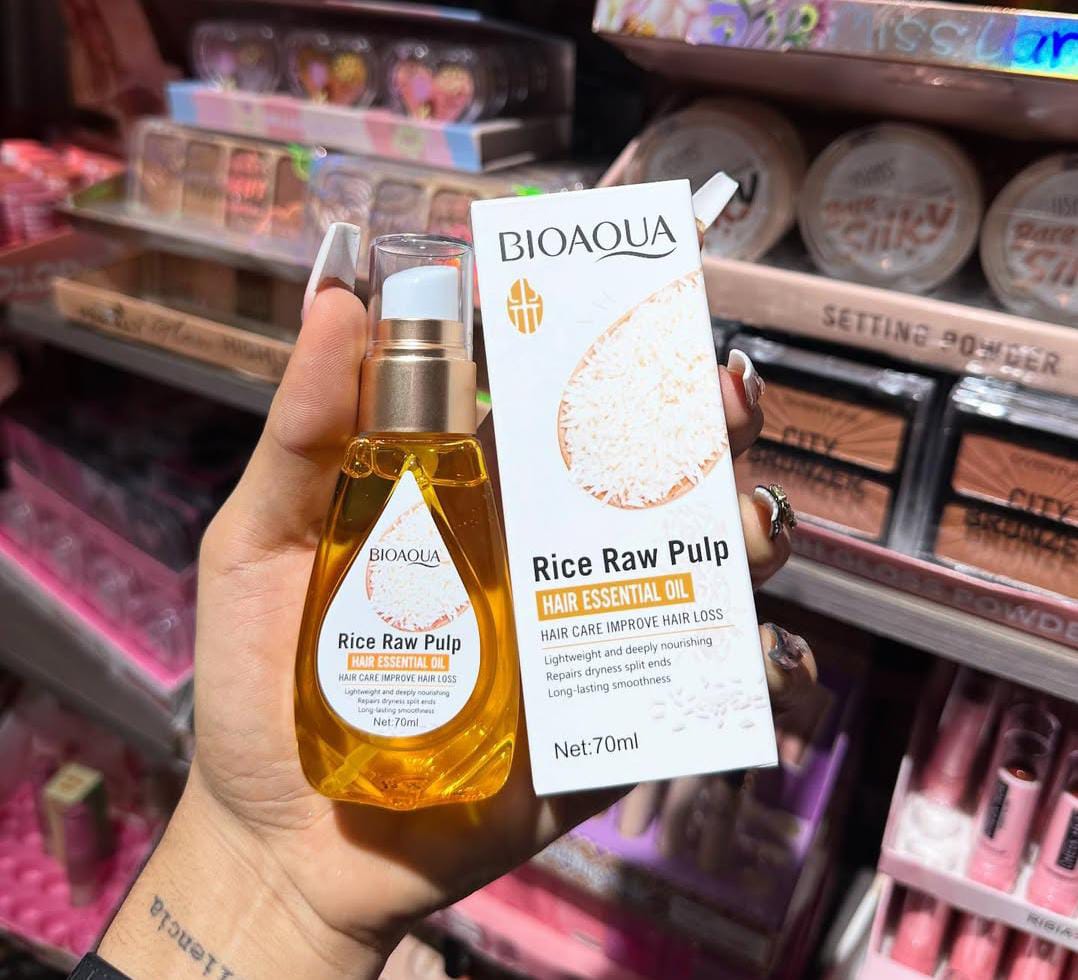 BIOAQUA
Rice Raw Pulp
HAIR ESSENTIAL OIL
HAIR CARE IMPROVE HAIR LOSS
Lightweight and deeply nourishing
Repairs dryness split ends
Long-lasting smoothness
Net:70ml
BIOAQUA
Rice Raw Pulp
HAIR ESSENTIAL OIL
HAIR CARE IMPROVE HAIR LOSS
Lightweight and deeply nourishing
Repairs dryness split ends
Long-lasting smoothness
Net:70ml
SETTING POWDER
CITY
BRONZER
CITY
BRONZER